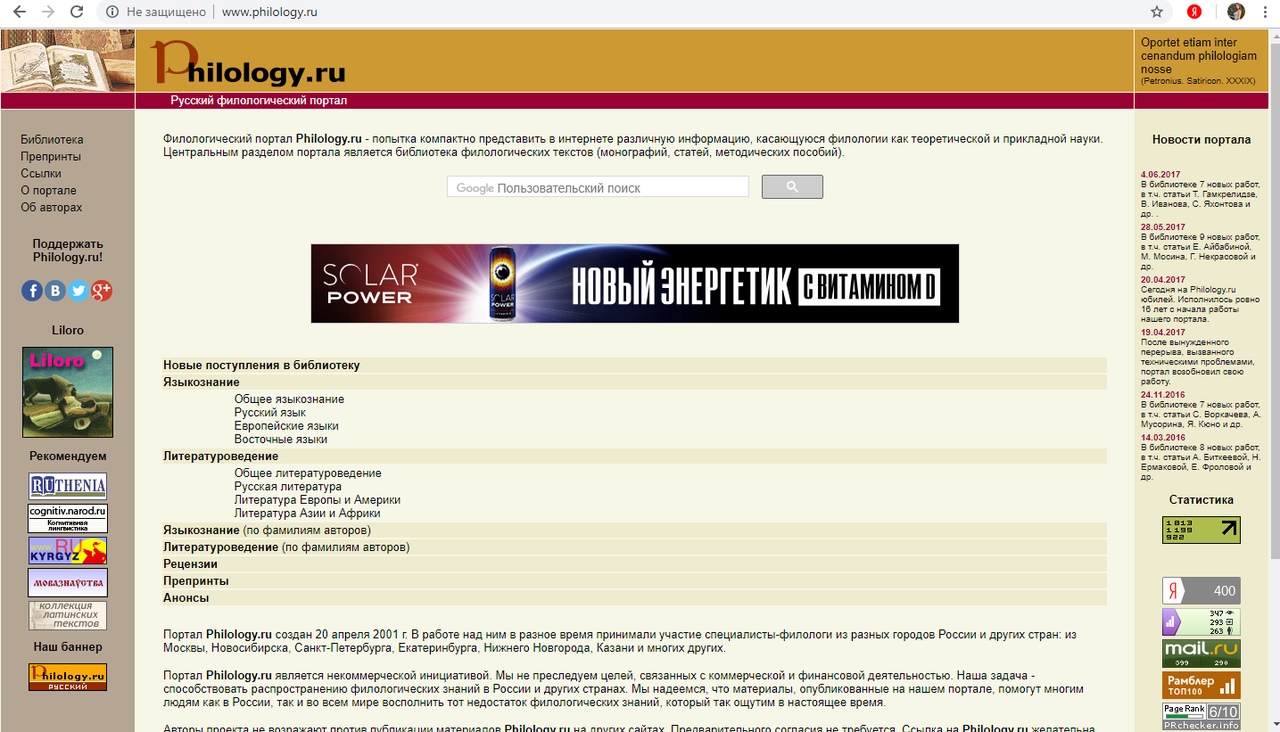 Не защищено | www.philology.ru
Philology.ru
Русский филологический портал
Oportet etiam inter
cenandum philologiam
nosse
(Petronius. Satiricon. XXXIX)
Библиотека
Препринты
Ссылки
О портале
Об авторах
Поддержать
Philology.ru!
Liloro
Liloro
Рекомендуем
RUTHENIA
cognitiv.narod.ru
Когнитивная
лингвистика
www.RU
KYRGYZ
МОВАЗНАЎСТВА
коллекция
латинских
текстов
Наш баннер
Philology.ru
РУССКИЙ
Филологический портал Philology.ru - попытка компактно представить в интернете различную информацию, касающуюся филологии как теоретической и прикладной науки.
Центральным разделом портала является библиотека филологических текстов (монографий, статей, методических пособий).
Google Пользовательский поиск
SOLAR
POWER
SOLAR
POWER
НОВЫЙ ЭНЕРГЕТИК С ВИТАМИНОМ D
Новые поступления в библиотеку
Языкознание
Общее языкознание
Русский язык
Европейские языки
Восточные языки
Литературоведение
Общее литературоведение
Русская литература
Литература Европы и Америки
Литература Азии и Африки
Языкознание (по фамилиям авторов)
Литературоведение (по фамилиям авторов)
Рецензии
Препринты
Анонсы
Портал Philology.ru создан 20 апреля 2001 г. В работе над ним в разное время принимали участие специалисты-филологи из разных городов России и других стран: из
Москвы, Новосибирска, Санкт-Петербурга, Екатеринбурга, Нижнего Новгорода, Казани и многих других.
Портал Philology.ru является некоммерческой инициативой. Мы не преследуем целей, связанных с коммерческой и финансовой деятельностью. Наша задача -
способствовать распространению филологических знаний в России и других странах. Мы надеемся, что материалы, опубликованные на нашем портале, помогут многим
людям как в России, так и во всем мире восполнить тот недостаток филологических знаний, который так ощутим в настоящее время.
Авторы проекта не возражают против публикации материалов Philology.ru на других сайтах. Предварительного согласия не требуется. Ссылка на Philology.ru желательна
Новости портала
4.06.2017
В библиотеке 7 новых работ,
в т.ч. статьи Т. Гамкрелидзе,
В. Иванова, С. Яхонтова и
др. .
28.05.2017
В библиотеке 9 новых работ,
в т.ч. статьи Е. Айбабиной,
М. Мосина, Г. Некрасовой и
др.
20.04.2017
Сегодня на Philology.ru
юбилей. Исполнилось ровно
16 лет с начала работы
нашего портала.
19.04.2017
После вынужденного
перерыва, вызванного
техническими проблемами,
портал возобновил свою
работу.
24.11.2016
В библиотеке 7 новых работ,
в т.ч. статьи С. Воркачева, А.
Мусорина, Я. Кюно и др.
14.03.2016
В библиотеке 8 новых работ,
в т.ч. статьи А. Биткеевой, Н.
Ермаковой, Е. Фроловой и
др.
Статистика
1 813
1 199
922
Я 400
347
293
263
mail.ru
399 290
Рамблер
ТОП100
Page Rank 6/10
PRchecker.info